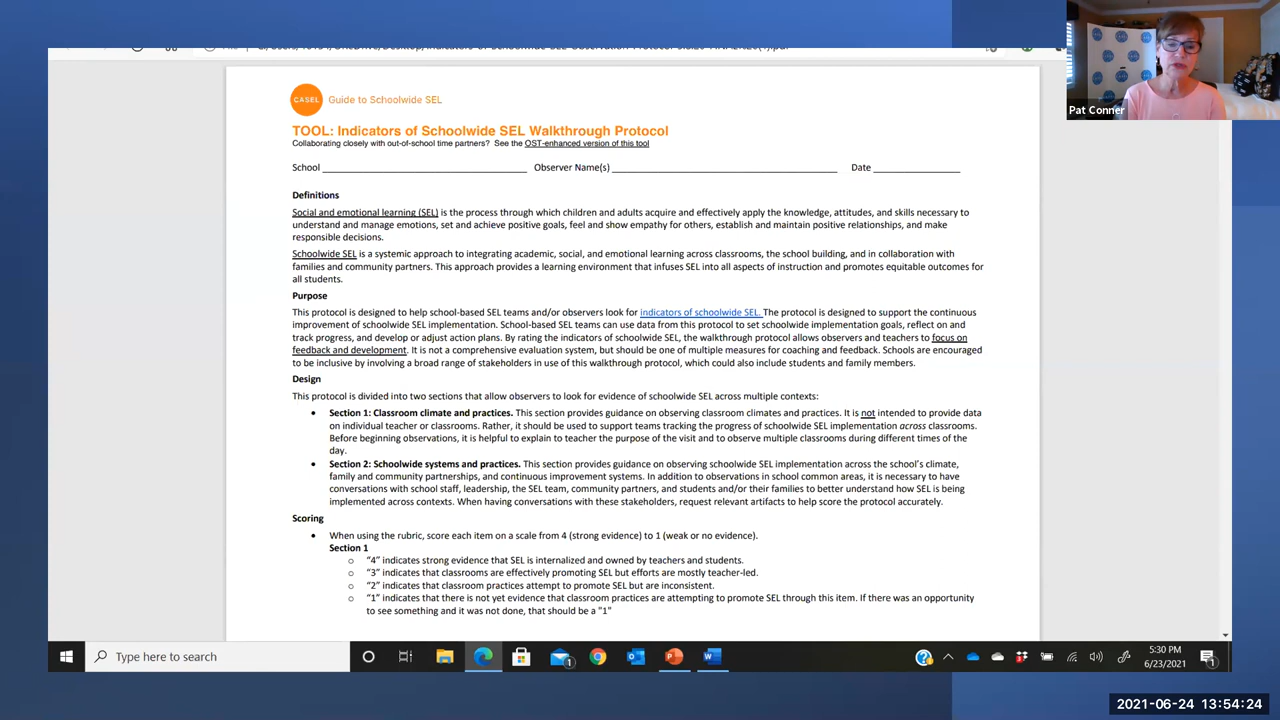 CASEL Guide to Schoolwide SEL
TOOL: Indicators of Schoolwide SEL Walkthrough Protocol
Collaborating closely with out-of-school time partners? See the OST-enhanced version of this tool
School Observer Name(s) Date
Definitions
Social and emotional learning (SEL) is the process through which children and adults acquire and effectively apply the knowledge, attitudes, and skills necessary to
understand and manage emotions, set and achieve positive goals, feel and show empathy for others, establish and maintain positive relationships, and make
responsible decisions.
Schoolwide SEL is a systemic approach to integrating academic, social, and emotional learning across classrooms, the school building, and in collaboration with
families and community partners. This approach provides a learning environment that infuses SEL into all aspects of instruction and promotes equitable outcomes for
all students.
Purpose
This protocol is designed to help school-based SEL teams and/or observers look for indicators of schoolwide SEL. The protocol is designed to support the continuous
improvement of schoolwide SEL implementation. School-based SEL teams can use data from this protocol to set schoolwide implementation goals, reflect on and
track progress, and develop or adjust action plans. By rating the indicators of schoolwide SEL, the walkthrough protocol allows observers and teachers to focus on
feedback and development. It is not a comprehensive evaluation system, but should be one of multiple measures for coaching and feedback. Schools are encouraged
to be inclusive by involving a broad range of stakeholders in use of this walkthrough protocol, which could also include students and family members.
Design
This protocol is divided into two sections that allow observers to look for evidence of schoolwide SEL across multiple contexts:
• Section 1: Classroom climate and practices. This section provides guidance on observing classroom climates and practices. It is not intended to provide data
on individual teacher or classrooms. Rather, it should be used to support teams tracking the progress of schoolwide SEL implementation across classrooms.
Before beginning observations, it is helpful to explain to teacher the purpose of the visit and to observe multiple classrooms during different times of the
day.
• Section 2: Schoolwide systems and practices. This section provides guidance on observing schoolwide SEL implementation across the school's climate,
family and community partnerships, and continuous improvement systems. In addition to observations in school common areas, it is necessary to have
conversations with school staff, leadership, the SEL team, community partners, and students and/or their families to better understand how SEL is being
implemented across contexts. When having conversations with these stakeholders, request relevant artifacts to help score the protocol accurately.
Scoring
• When using the rubric, score each item on a scale from 4 (strong evidence) to 1 (weak or no evidence).
Section 1
o “4” indicates strong evidence that SEL is internalized and owned by teachers and students.
o “3” indicates that classrooms are effectively promoting SEL but efforts are mostly teacher-led.
o “2” indicates that classroom practices attempt to promote SEL but are inconsistent.
o “1” indicates that there is not yet evidence that classroom practices are attempting to promote SEL through this item. If there was an opportunity
to see something and it was not done, that should be a "1"
Pat Conner
Type here to search
5:30 PM
6/23/2021
2021-06-24 13:54:24